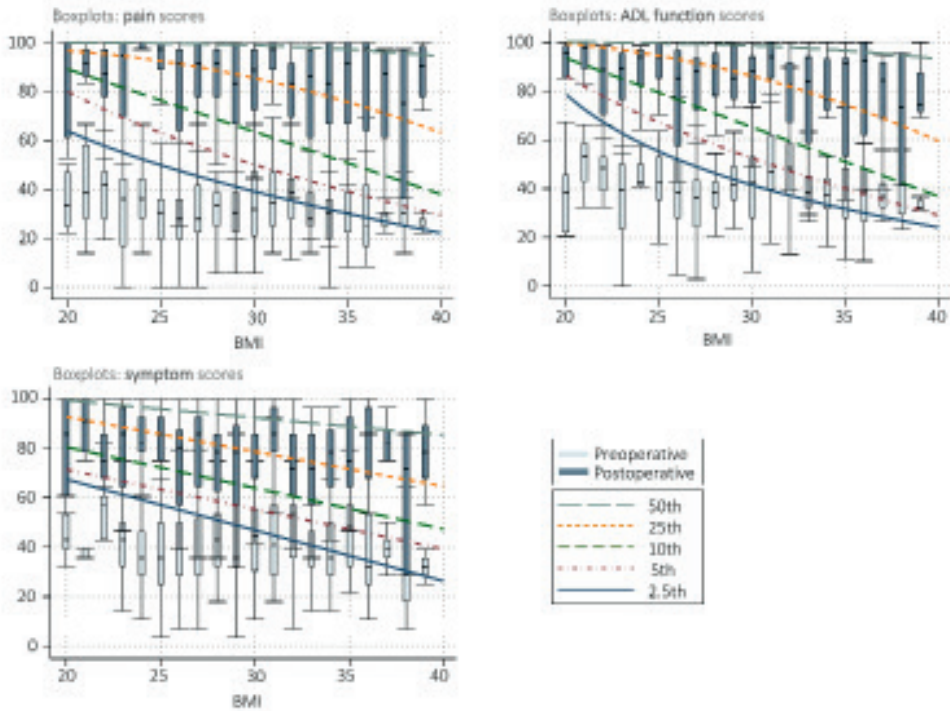 Boxplots: pain scores
100
80
60
40
20
0
20 25 30 35 40
BMI
Boxplots: ADL function scores
100
80
60
40
20
0
20 25 30 35 40
BMI
Boxplots: symptom scores
100
80
60
40
20
0
20 25 30 35 40
BMI
Preoperative
Postoperative
50th
25th
10th
5th
2.5th